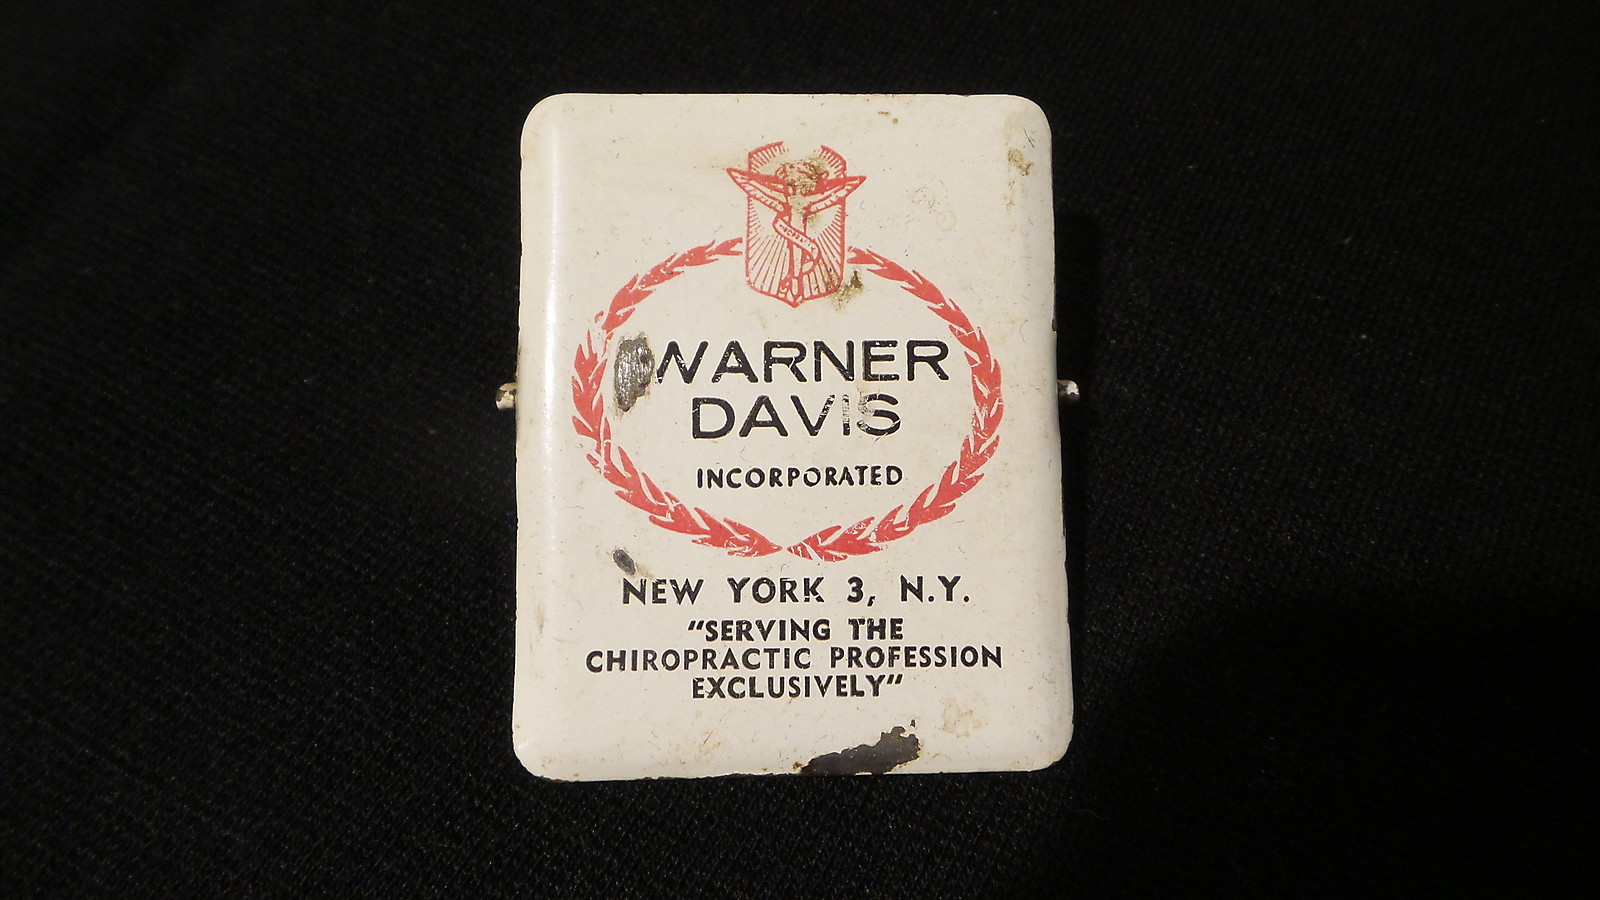 WARNER
DAVIS
INCORPORATED
NEW YORK 3, N.Y.
"SERVING THE
CHIROPRACTIC PROFESSION
EXCLUSIVELY"